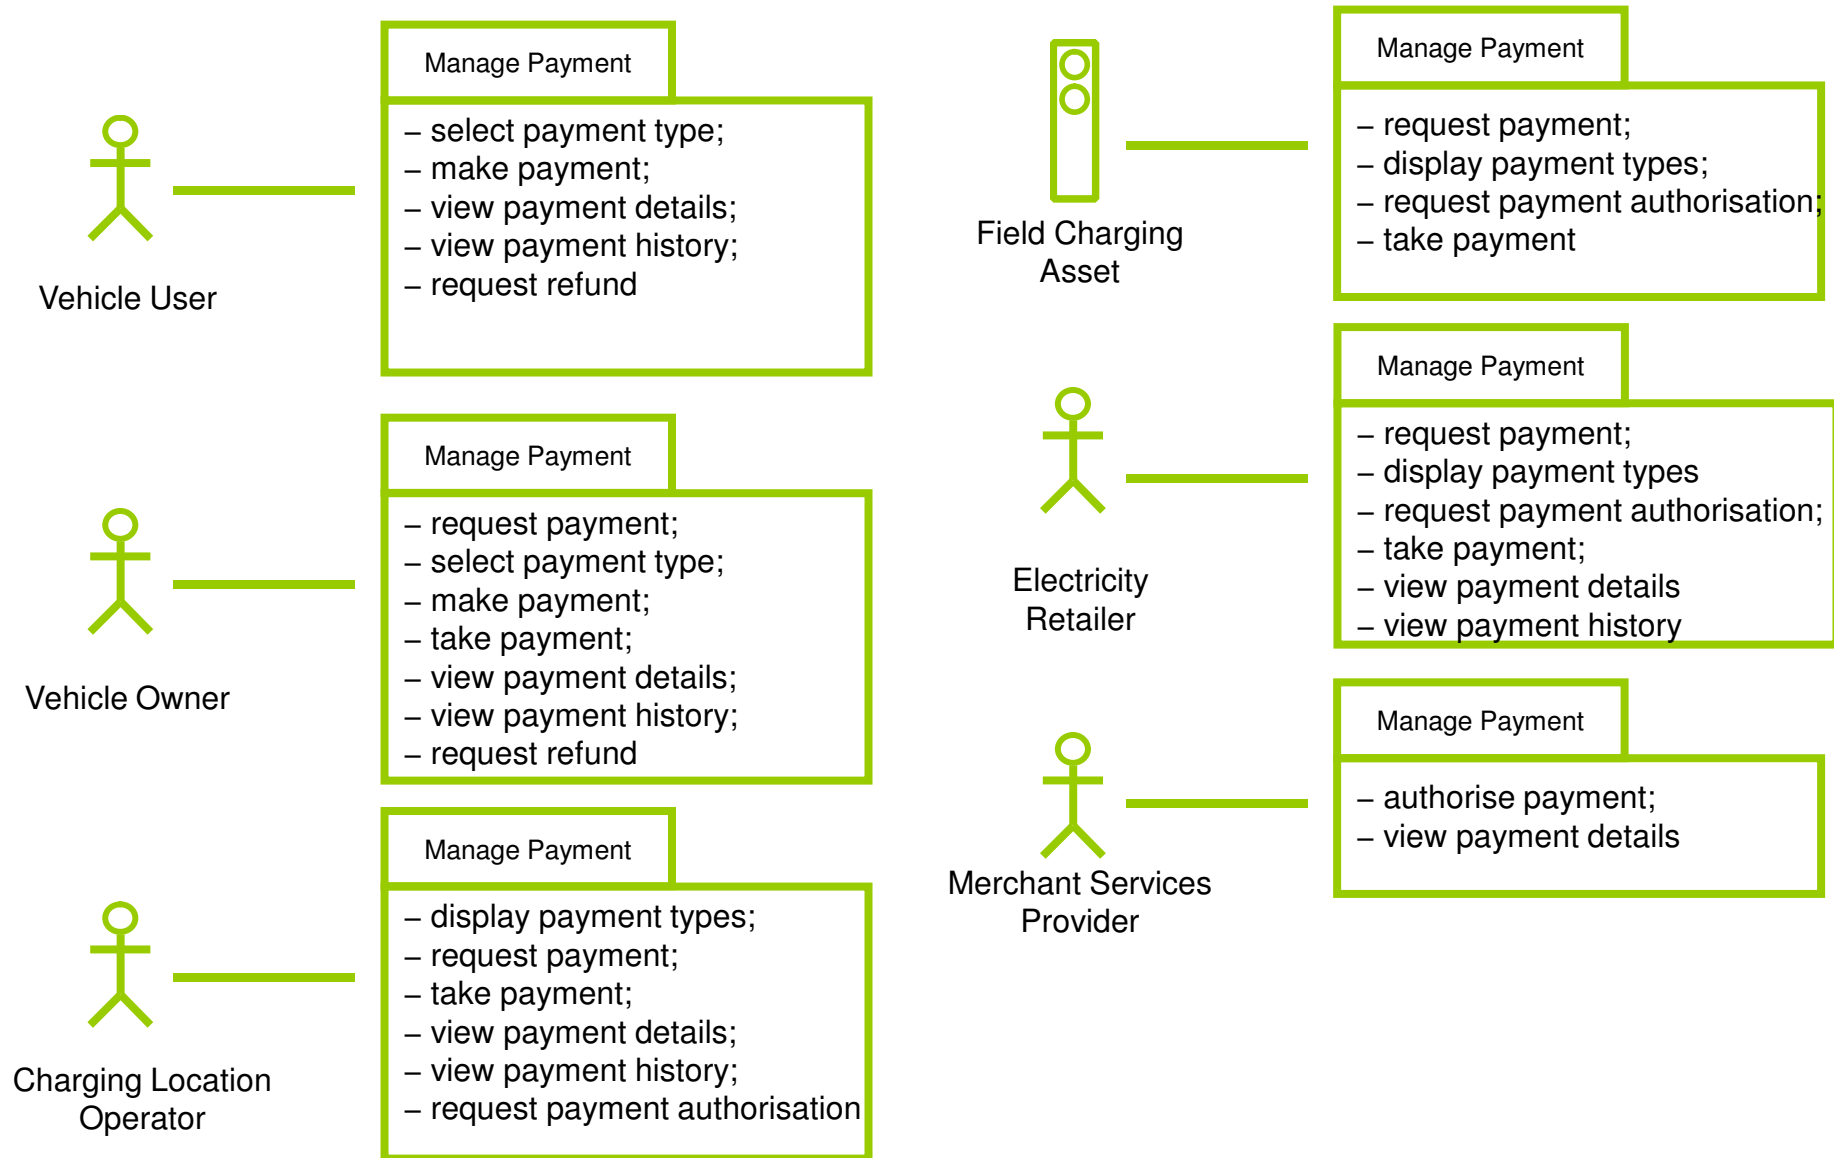 Manage Payment
– select payment type;
– make payment;
– view payment details;
– view payment history;
– request refund
Vehicle User
Manage Payment
– request payment;
– select payment type;
– make payment;
– take payment;
– view payment details;
– view payment history;
– request refund
Vehicle Owner
Manage Payment
– display payment types;
– request payment;
– take payment;
– view payment details;
– view payment history;
– request payment authorisation
Charging Location
Operator
Manage Payment
– request payment;
– display payment types;
– request payment authorisation;
– take payment
Field Charging
Asset
Manage Payment
– request payment;
– display payment types
– request payment authorisation;
– take payment;
– view payment details
– view payment history
Electricity
Retailer
Manage Payment
– authorise payment;
– view payment details
Merchant Services
Provider